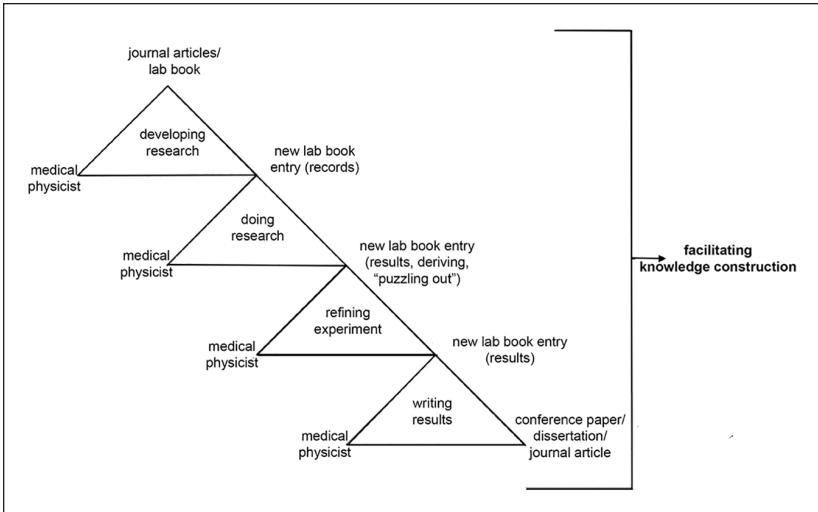 journal articles/
lab book
developing
research
medical
physicist
new lab book
entry (records)
doing
research
medical
physicist
new lab book entry
(results, deriving,
“puzzling out”)
refining
experiment
medical
physicist
new lab book entry
(results)
writing
results
medical
physicist
conference paper/
dissertation/
journal article
facilitating
knowledge construction